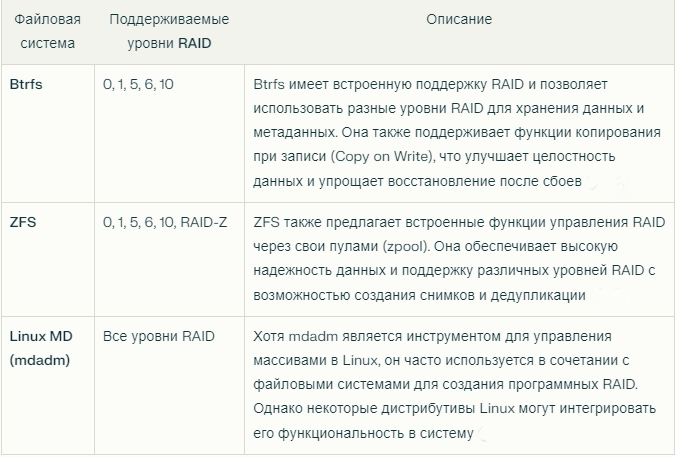 Файловая система
Поддерживаемые уровни RAID
Описание
Btrfs
0, 1, 5, 6, 10
Btrfs имеет встроенную поддержку RAID и позволяет
использовать разные уровни RAID для хранения данных и
метаданных. Она также поддерживает функции копирования
при записи (Copy on Write), что улучшает целостность
данных и упрощает восстановление после сбоев
ZFS
0, 1, 5, 6, 10, RAID-Z
ZFS также предлагает встроенные функции управления RAID
через свои пулами (zpool). Она обеспечивает высокую
надежность данных и поддержку различных уровней RAID с
возможностью создания снимков и дедупликации
Linux MD
(mdadm)
Все уровни RAID
Хотя mdadm является инструментом для управления
массивами в Linux, он часто используется в сочетании с
файловыми системами для создания программных RAID.
Однако некоторые дистрибутивы Linux могут интегрировать
его функциональность в систему